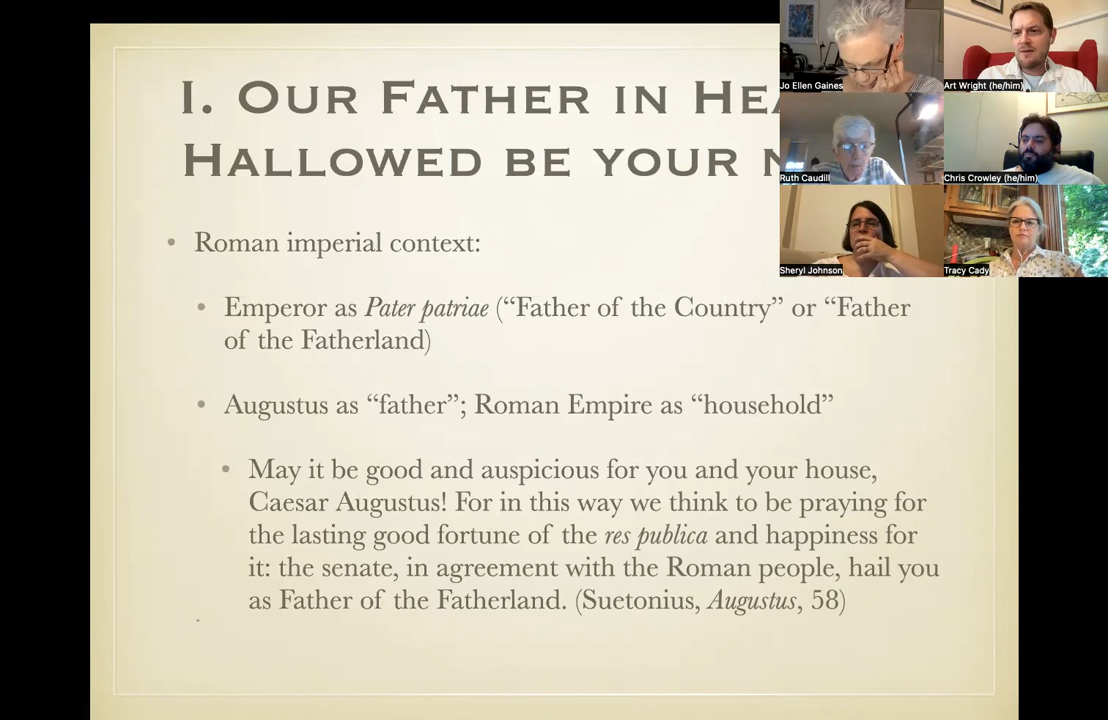 I. Our Father in Hea
Hallowed be your n
• Roman imperial context:
• Emperor as Pater patriae (“Father of the Country” or “Father
of the Fatherland)
• Augustus as “father”; Roman Empire as “household”
• May it be good and auspicious for you and your house,
Caesar Augustus! For in this way we think to be praying for
the lasting good fortune of the res publica and happiness for
it: the senate, in agreement with the Roman people, hail you
as Father of the Fatherland. (Suetonius, Augustus, 58)
Jo Ellen Gaines
Art Wright (he/him)
Ruth Caudill
Chris Crowley (he/him)
Sheryl Johnson
Tracy Cady